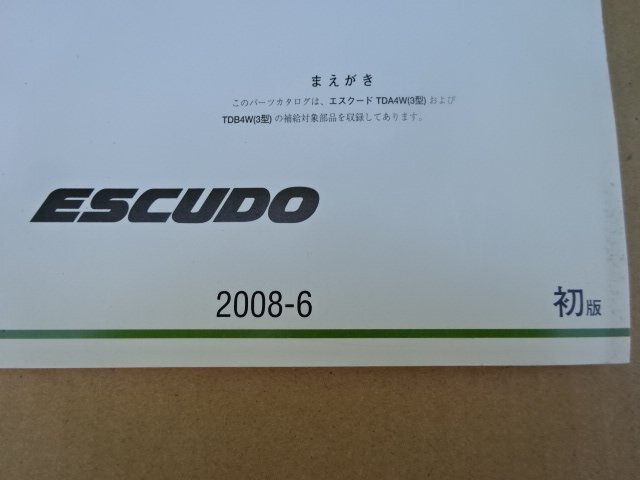 まえがき
このパーツカタログは、エスクード TDA4W(3型) および
TDB4W(3型) の補給対象部品を収録してあります。
ESCUDO
2008-6
初版